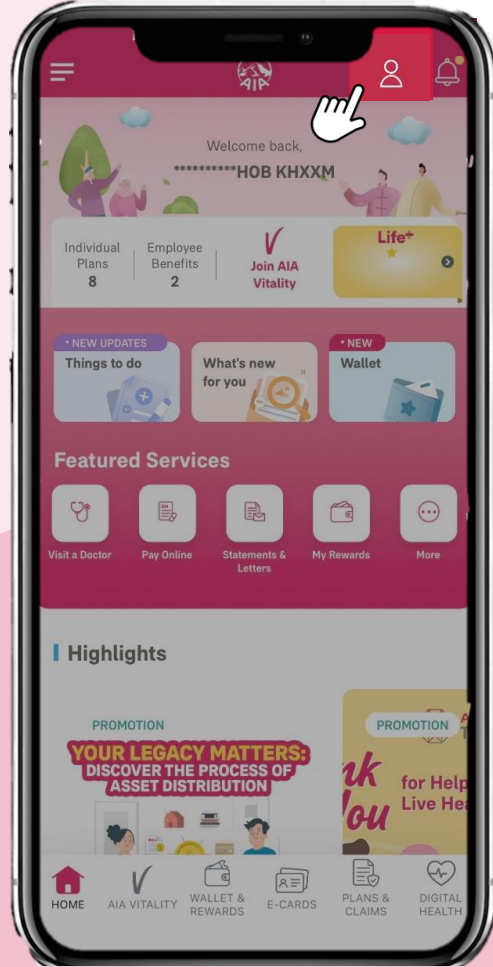 AIA
Welcome back,
**********HOB KHXXM
Individual Plans
8
Employee Benefits
2
Join AIA Vitality
Life+
• NEW UPDATES
Things to do
What's new for you
• NEW
Wallet
Featured Services
Visit a Doctor
Pay Online
Statements & Letters
My Rewards
More
Highlights
PROMOTION
YOUR LEGACY MATTERS:
DISCOVER THE PROCESS OF
ASSET DISTRIBUTION
PROMOTION
for Help
Live Hea
HOME
AIA VITALITY
WALLET & REWARDS
E-CARDS
PLANS & CLAIMS
DIGITAL HEALTH